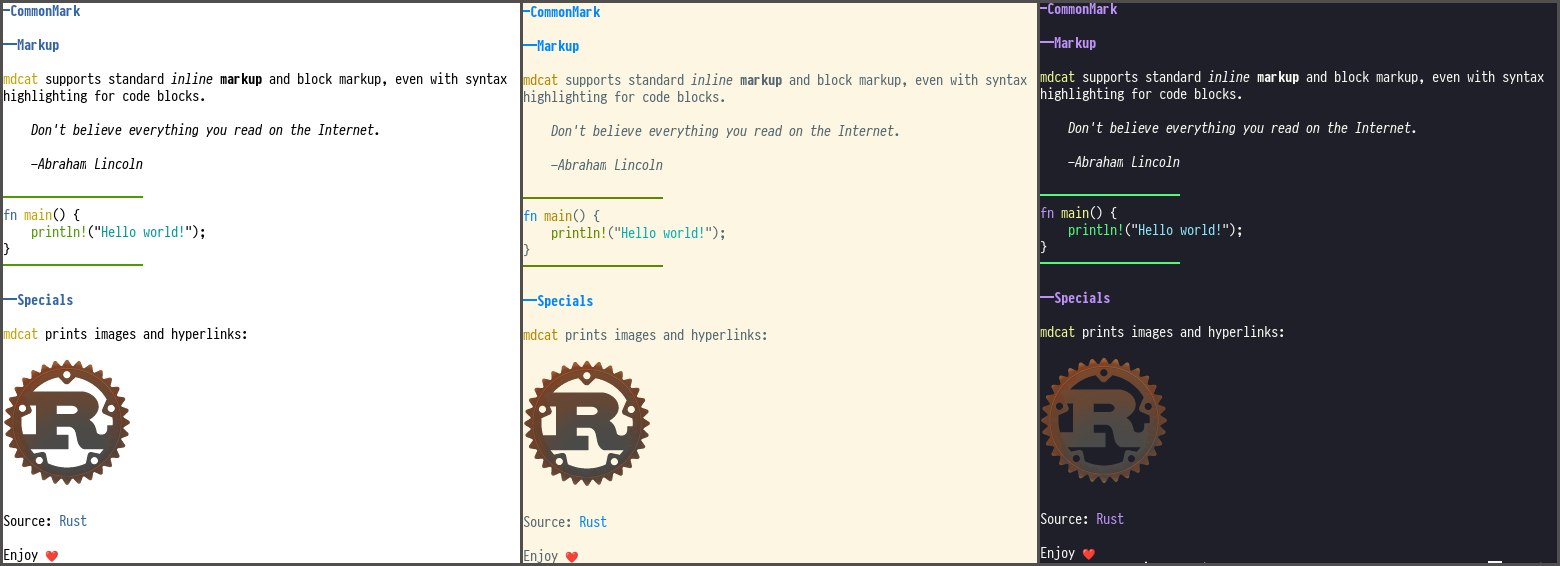 ─CommonMark
──Markup
mdcat supports standard inline markup and block markup, even with syntax
highlighting for code blocks.
Don't believe everything you read on the Internet.
—Abraham Lincoln
fn main() {
    println!("Hello world!");
}
──Specials
mdcat prints images and hyperlinks:
R
Source: Rust
Enjoy ❤️
─CommonMark
──Markup
mdcat supports standard inline markup and block markup, even with syntax
highlighting for code blocks.
Don't believe everything you read on the Internet.
—Abraham Lincoln
fn main() {
    println!("Hello world!");
}
──Specials
mdcat prints images and hyperlinks:
R
Source: Rust
Enjoy ❤️
─CommonMark
──Markup
mdcat supports standard inline markup and block markup, even with syntax
highlighting for code blocks.
Don't believe everything you read on the Internet.
—Abraham Lincoln
fn main() {
    println!("Hello world!");
}
──Specials
mdcat prints images and hyperlinks:
R
Source: Rust
Enjoy ❤️